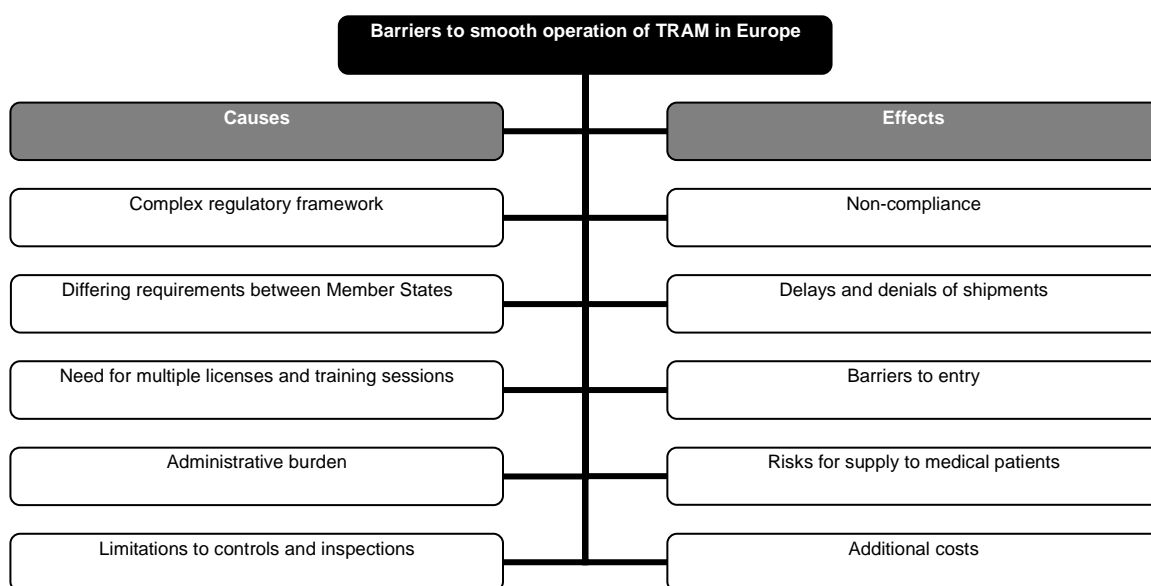 Barriers to smooth operation of TRAM in Europe
Causes
Effects
Complex regulatory framework
Non-compliance
Differing requirements between Member States
Delays and denials of shipments
Need for multiple licenses and training sessions
Barriers to entry
Administrative burden
Risks for supply to medical patients
Limitations to controls and inspections
Additional costs